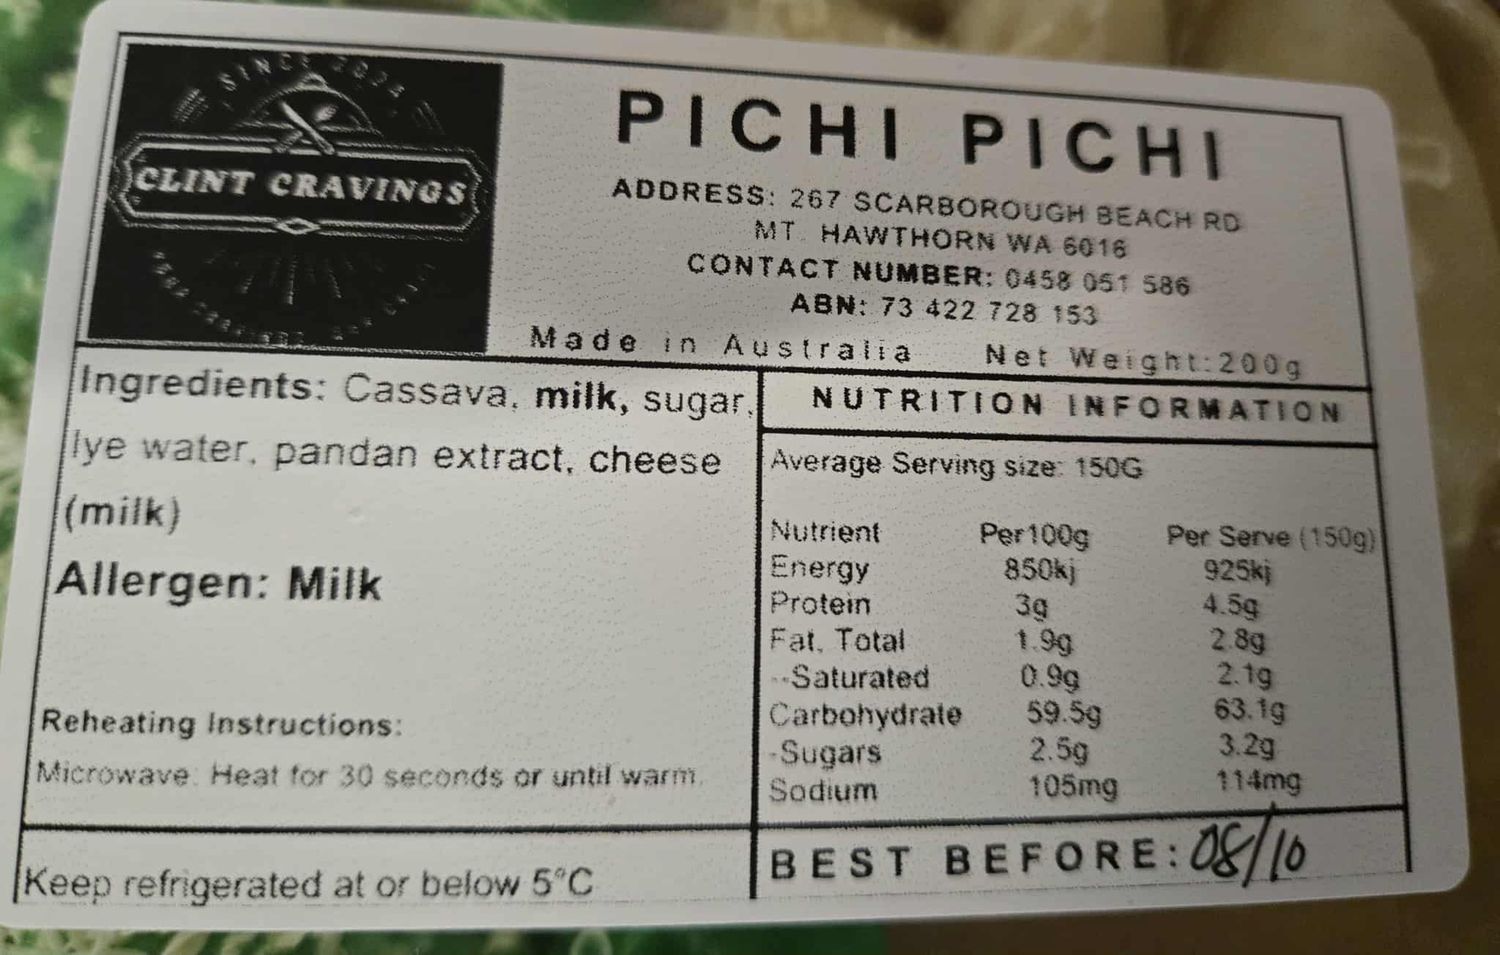 SINCE 2024
CLINT CRAVINGS
PICHI PICHI
ADDRESS: 267 SCARBOROUGH BEACH RD
MT. HAWTHORN WA 6016
CONTACT NUMBER: 0458 051 586
ABN: 73 422 728 153
Made in Australia Net Weight:200g
Ingredients: Cassava, milk, sugar,
lye water, pandan extract, cheese
(milk)
Allergen: Milk
Reheating Instructions:
Microwave: Heat for 30 seconds or until warm.
Keep refrigerated at or below 5°C
NUTRITION INFORMATION
Average Serving size: 150G
Nutrient Per100g Per Serve (150g)
Energy 850kj 925kj
Protein 3g 4.5g
Fat, Total 1.9g 2.8g
--Saturated 0.9g 2.1g
Carbohydrate 59.5g 63.1g
-Sugars 2.5g 3.2g
Sodium 105mg 114mg
BEST BEFORE: 08/10